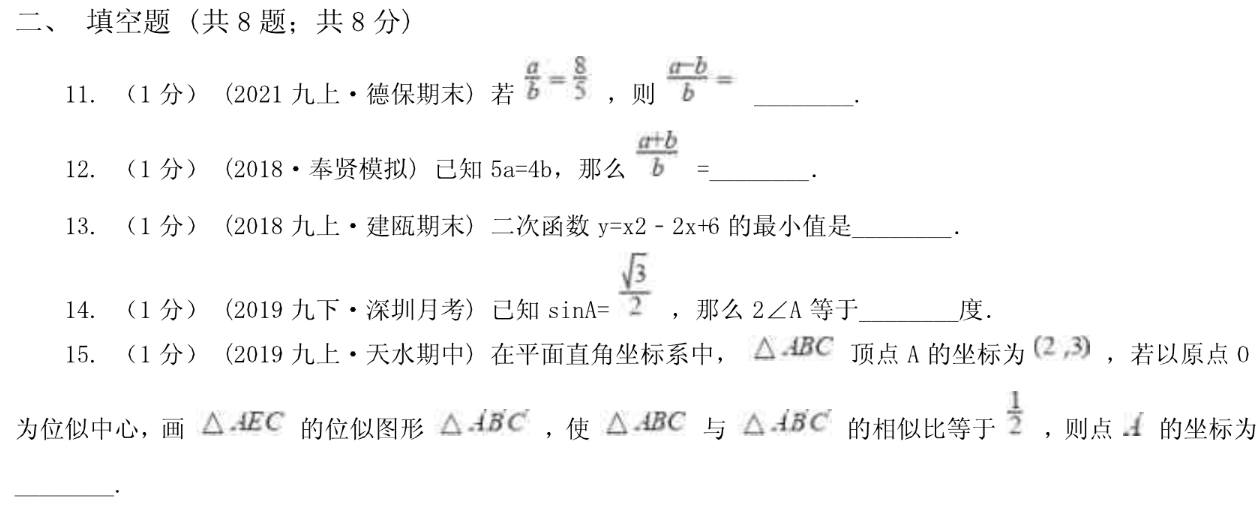 二、 填空题 (共 8 题; 共 8 分)
11. (1 分) (2021 九上·德保期末) 若 a/b = 8/5 ，则 (a-b)/b = ________.
12. (1 分) (2018·奉贤模拟) 已知 5a=4b，那么 (a+b)/b =________.
13. (1 分) (2018 九上·建瓯期末) 二次函数 y=x2﹣2x+6 的最小值是________.
14. (1 分) (2019 九下·深圳月考) 已知 sinA= √3/2 ，那么 2∠A 等于________度.
15. (1 分) (2019 九上·天水期中) 在平面直角坐标系中， △ABC 顶点 A 的坐标为 (2 ,3) ，若以原点 O
为位似中心，画 △AEC 的位似图形 △A'B'C' ，使 △ABC 与 △A'B'C' 的相似比等于 1/2 ，则点 A' 的坐标为
________.